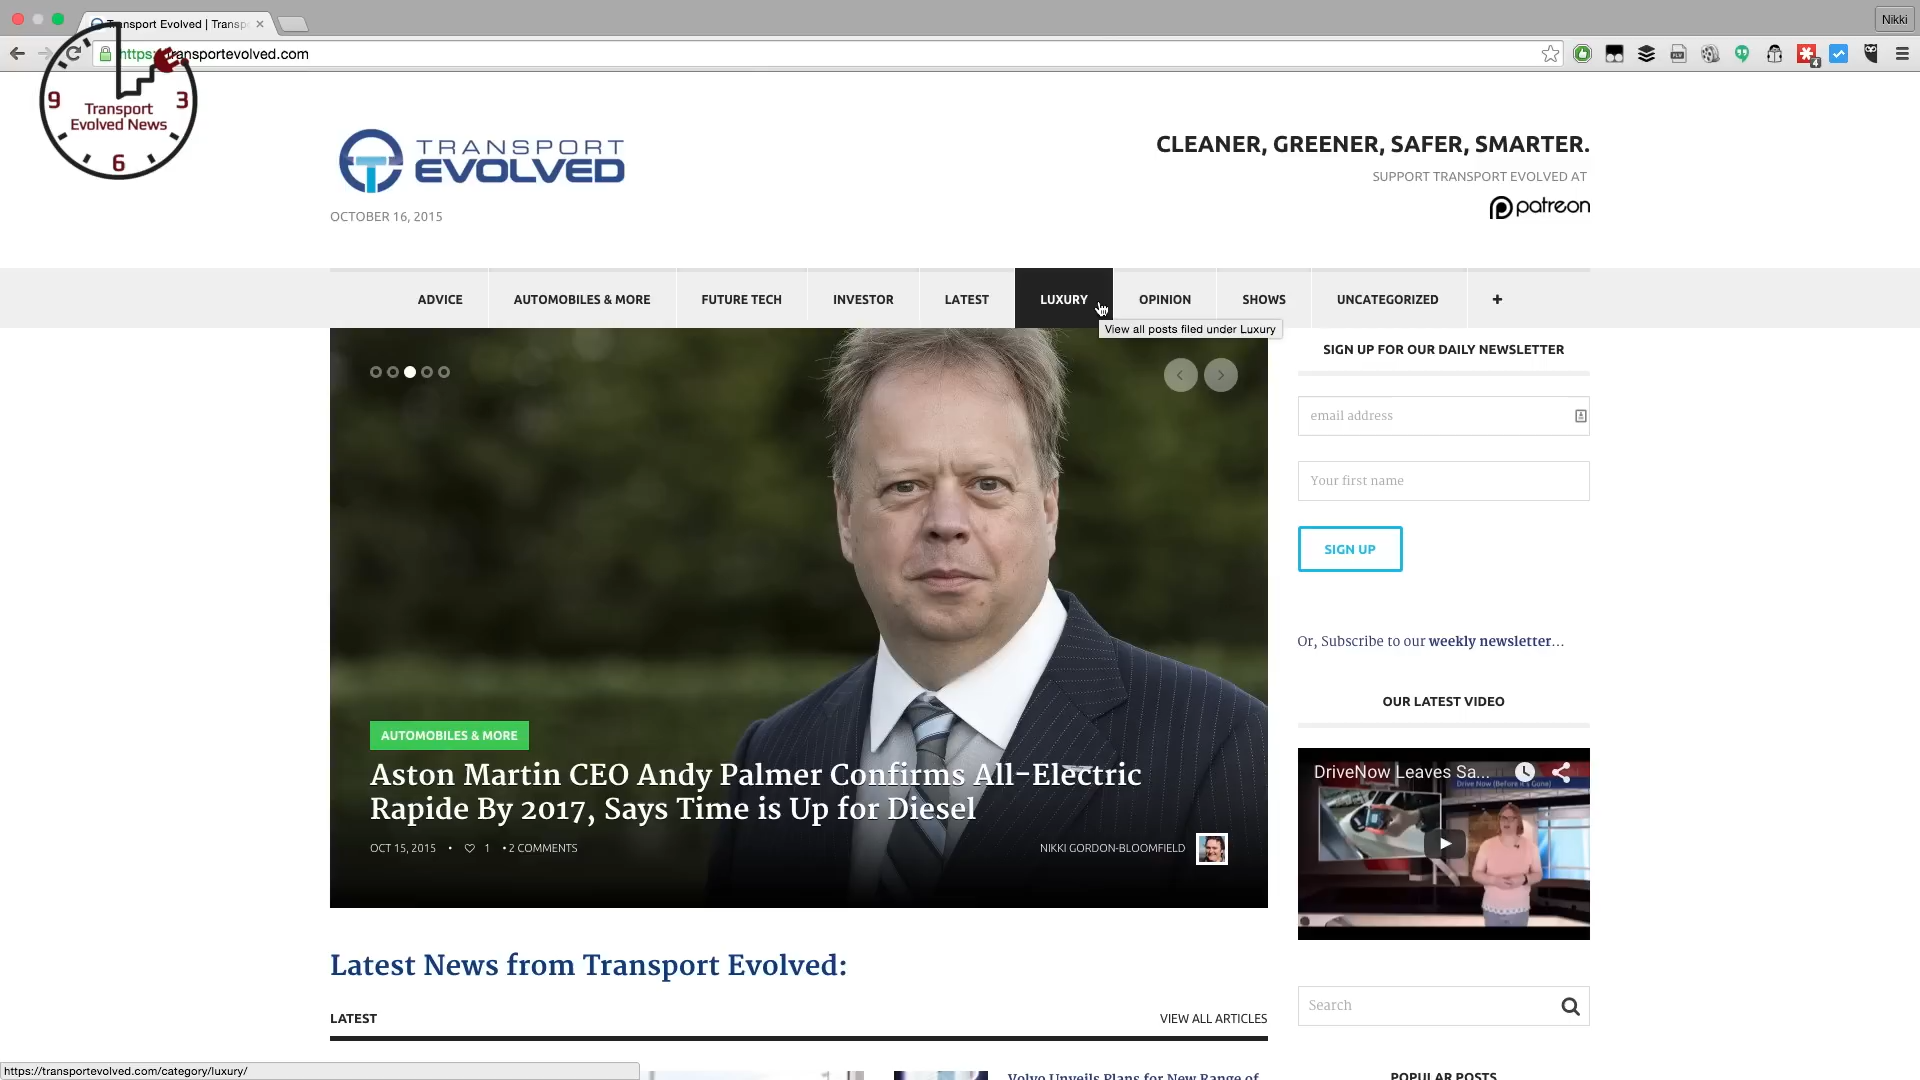 Transport Evolved | Transp
Nikki
https://transportevolved.com
9
3
6
Transport
Evolved News
TRANSPORT
EVOLVED
OCTOBER 16, 2015
CLEANER, GREENER, SAFER, SMARTER.
SUPPORT TRANSPORT EVOLVED AT
patreon
ADVICE
AUTOMOBILES & MORE
FUTURE TECH
INVESTOR
LATEST
LUXURY
OPINION
SHOWS
UNCATEGORIZED
+
View all posts filed under Luxury
AUTOMOBILES & MORE
Aston Martin CEO Andy Palmer Confirms All-Electric
Rapide By 2017, Says Time is Up for Diesel
OCT 15, 2015 • 1 • 2 COMMENTS
NIKKI GORDON-BLOOMFIELD
SIGN UP FOR OUR DAILY NEWSLETTER
email address
Your first name
SIGN UP
Or, Subscribe to our weekly newsletter...
OUR LATEST VIDEO
DriveNow Leaves Sa...
Drive Now (Before it's Gone)
Search
POPULAR POSTS
Latest News from Transport Evolved:
LATEST
VIEW ALL ARTICLES
Volvo Unveils Plans for New Range of
https://transportevolved.com/category/luxury/